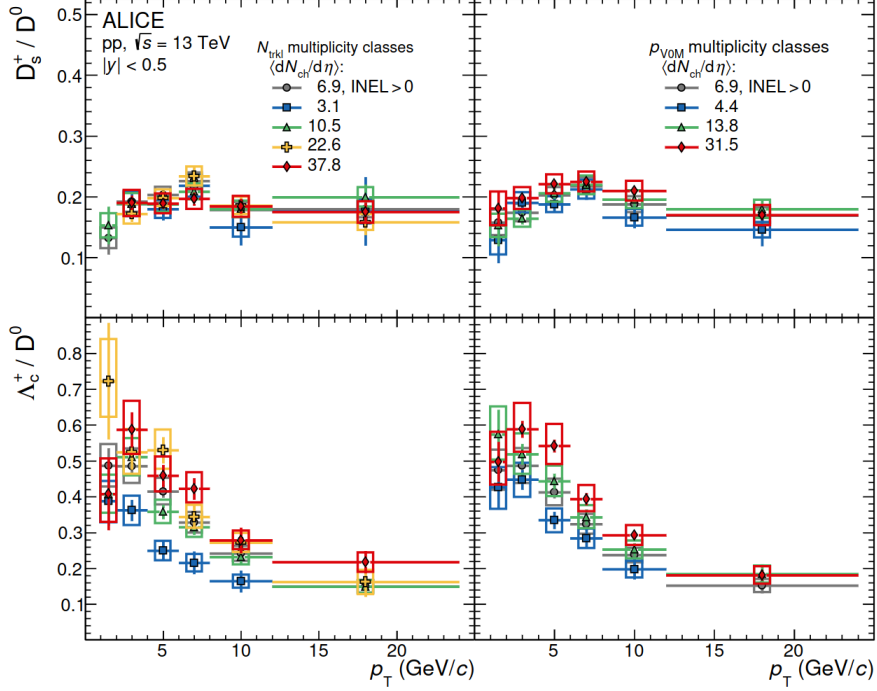 D_s^+ / D^0
0.5
0.4
0.3
0.2
0.1
ALICE
pp, √s = 13 TeV
|y| < 0.5
N_trkl multiplicity classes
⟨dN_ch/dη⟩:
6.9, INEL > 0
3.1
10.5
22.6
37.8
p_V0M multiplicity classes
⟨dN_ch/dη⟩:
6.9, INEL > 0
4.4
13.8
31.5
Λ_c^+ / D^0
0.8
0.7
0.6
0.5
0.4
0.3
0.2
0.1
5 10 15 20
5 10 15 20
p_T (GeV/c)
p_T (GeV/c)